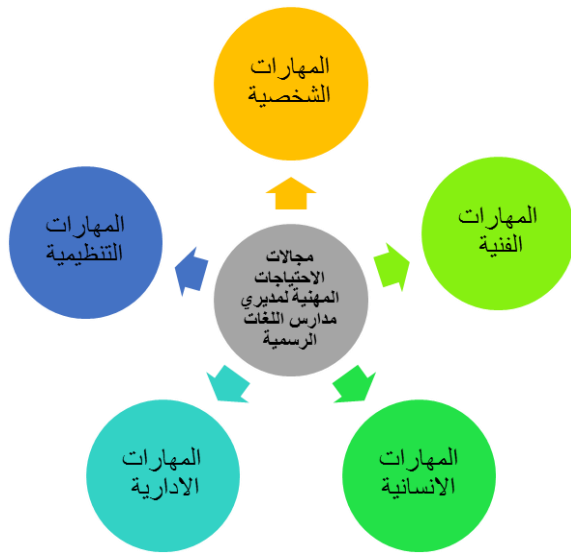 المهارات
الشخصية
المهارات
الفنية
المهارات
التنظيمية
مجالات
الاحتياجات
المهنية لمديري
مدارس اللغات
الرسمية
المهارات
الانسانية
المهارات
الادارية